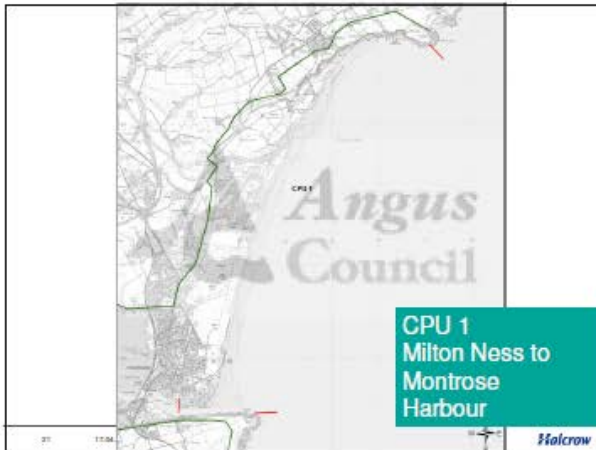 CPU 1
Angus
Council
CPU 1
Milton Ness to
Montrose
Harbour
Halcrow